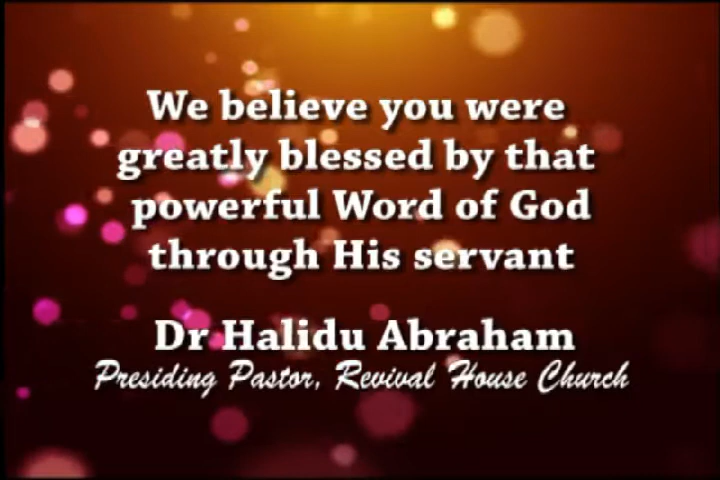 We believe you were
greatly blessed by that
powerful Word of God
through His servant
Dr Halidu Abraham
Presiding Pastor, Revival House Church